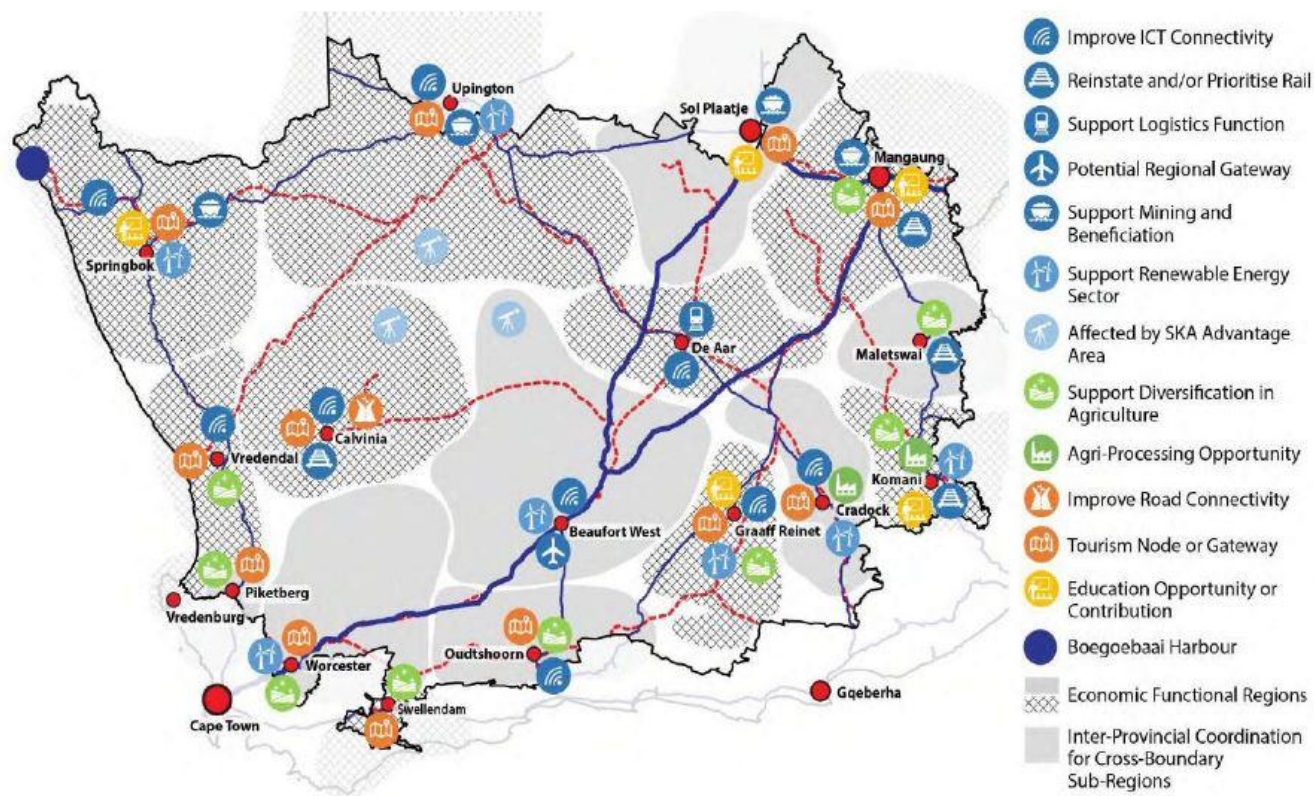 Upington
Sol Plaatje
Mangaung
Springbok
De Aar
Maletswai
Calvinia
Vredendal
Komani
Cradock
Graaff Reinet
Beaufort West
Piketberg
Vredenburg
Worcester
Oudtshoorn
Swellendam
Cape Town
Gqeberha
Improve ICT Connectivity
Reinstate and/or Prioritise Rail
Support Logistics Function
Potential Regional Gateway
Support Mining and
Beneficiation
Support Renewable Energy
Sector
Affected by SKA Advantage
Area
Support Diversification in
Agriculture
Agri-Processing Opportunity
Improve Road Connectivity
Tourism Node or Gateway
Education Opportunity or
Contribution
Boegoebaai Harbour
Economic Functional Regions
Inter-Provincial Coordination
for Cross-Boundary
Sub-Regions